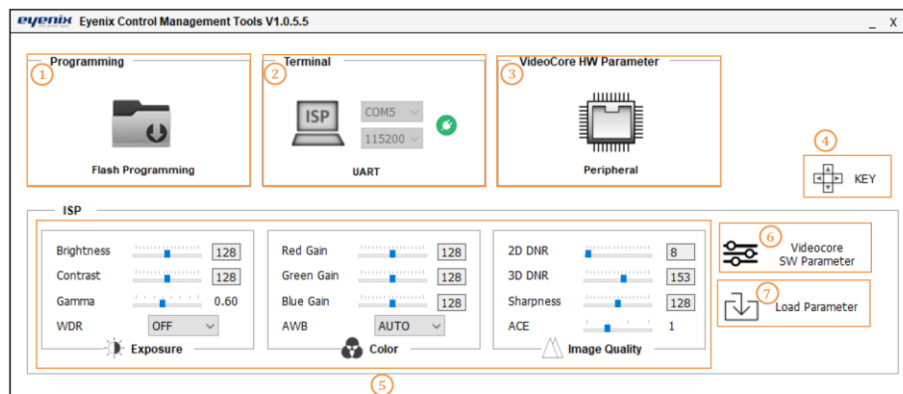 eyenix Eyenix Control Management Tools V1.0.5.5
_ X
Programming
1
Flash Programming
Terminal
2
ISP
COM5
115200
UART
VideoCore HW Parameter
3
Peripheral
4
KEY
ISP
Brightness 128
Contrast 128
Gamma 0.60
WDR OFF
Exposure
Red Gain 128
Green Gain 128
Blue Gain 128
AWB AUTO
Color
2D DNR 8
3D DNR 153
Sharpness 128
ACE 1
Image Quality
5
6
Videocore
SW Parameter
7
Load Parameter